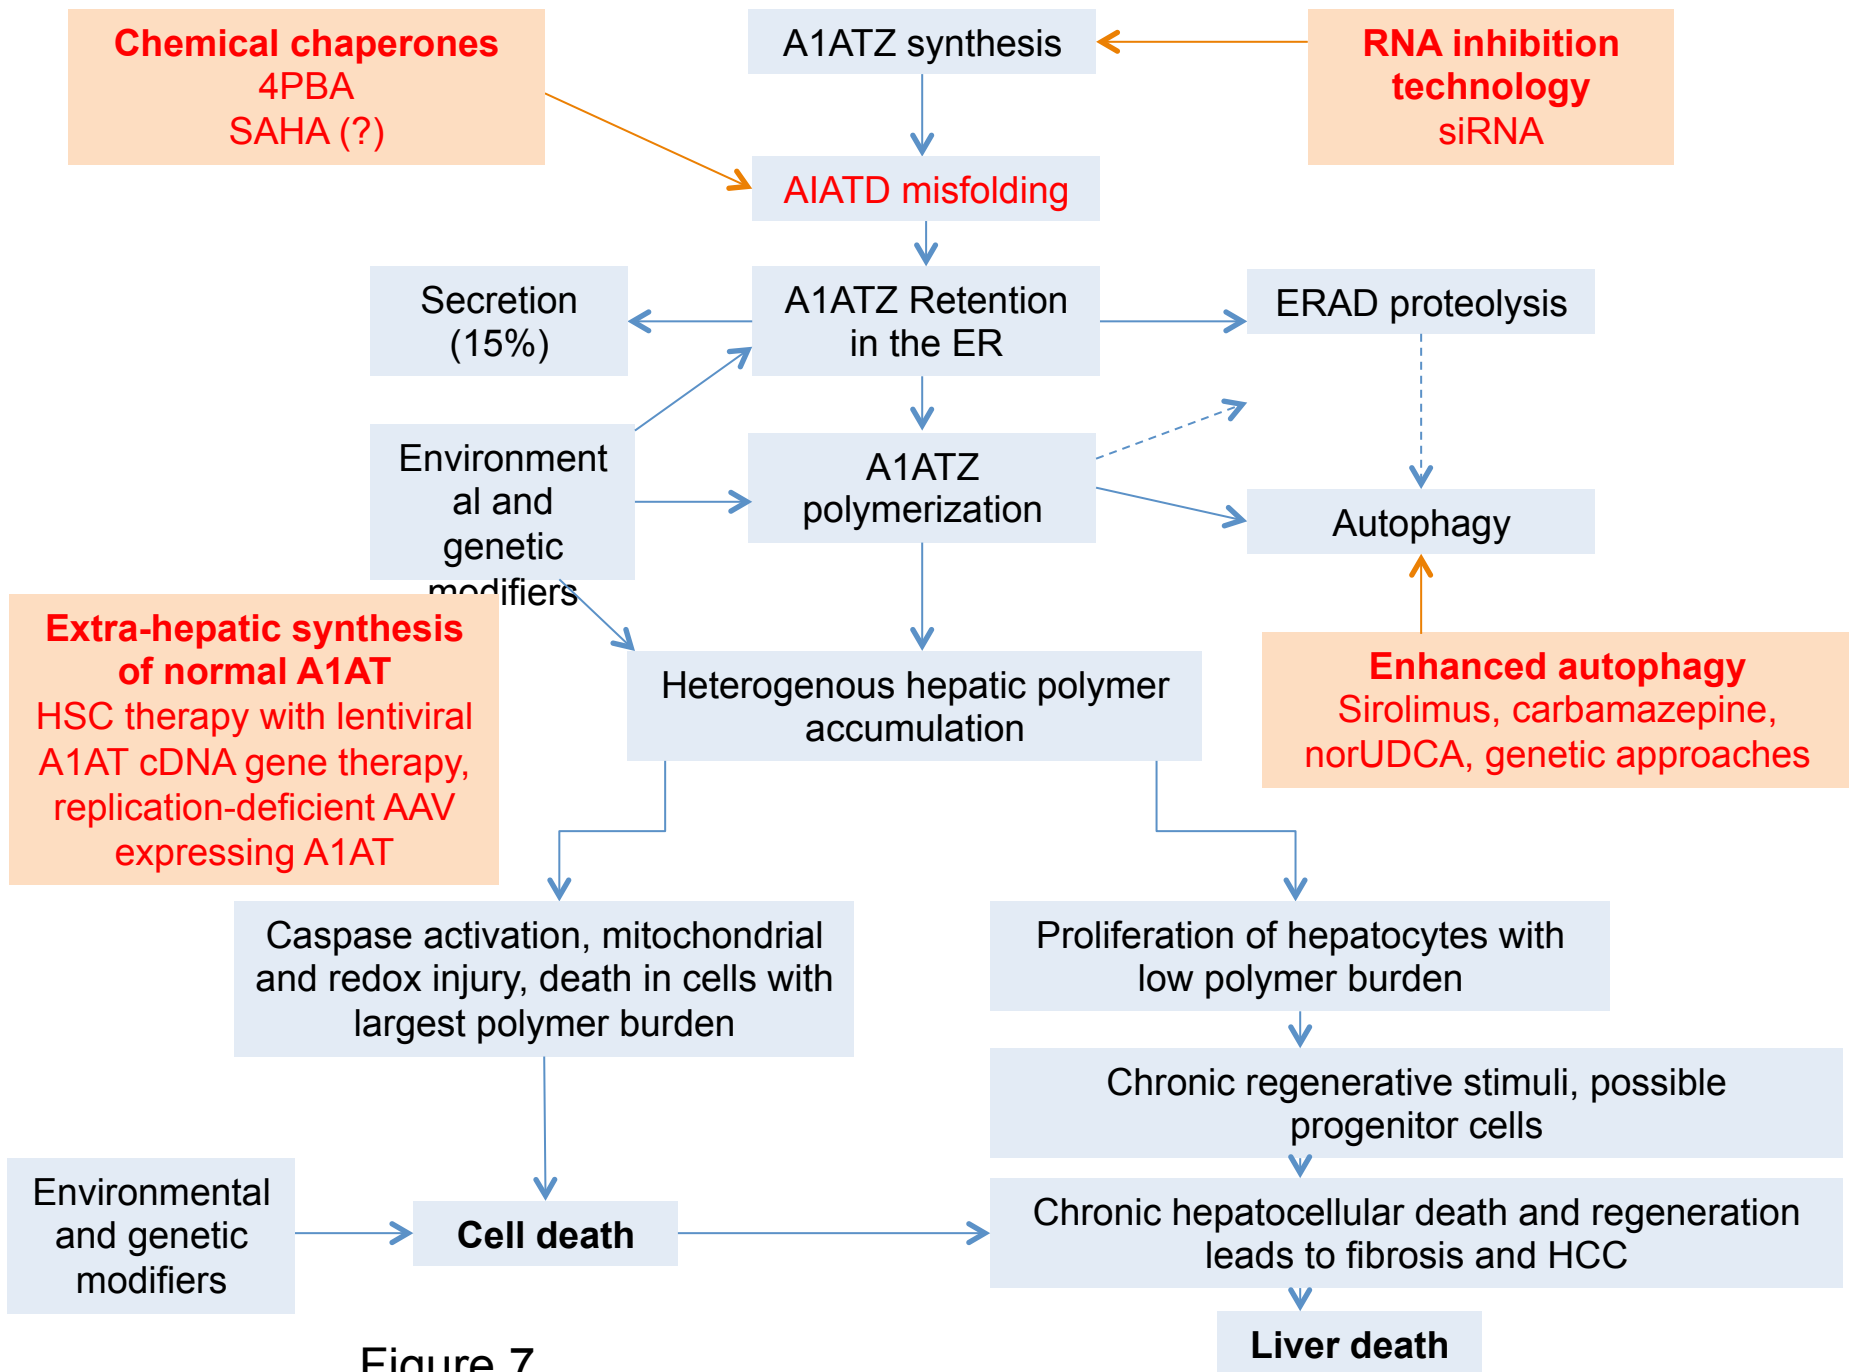 Chemical chaperones
4PBA
SAHA (?)
A1ATZ synthesis
RNA inhibition
technology
siRNA
AIATD misfolding
Secretion
(15%)
A1ATZ Retention
in the ER
ERAD proteolysis
Environment
al and
genetic
modifiers
A1ATZ
polymerization
Autophagy
Extra-hepatic synthesis
of normal A1AT
HSC therapy with lentiviral
A1AT cDNA gene therapy,
replication-deficient AAV
expressing A1AT
Heterogenous hepatic polymer
accumulation
Enhanced autophagy
Sirolimus, carbamazepine,
norUDCA, genetic approaches
Caspase activation, mitochondrial
and redox injury, death in cells with
largest polymer burden
Proliferation of hepatocytes with
low polymer burden
Chronic regenerative stimuli, possible
progenitor cells
Environmental
and genetic
modifiers
Cell death
Chronic hepatocellular death and regeneration
leads to fibrosis and HCC
Liver death
Figure 7